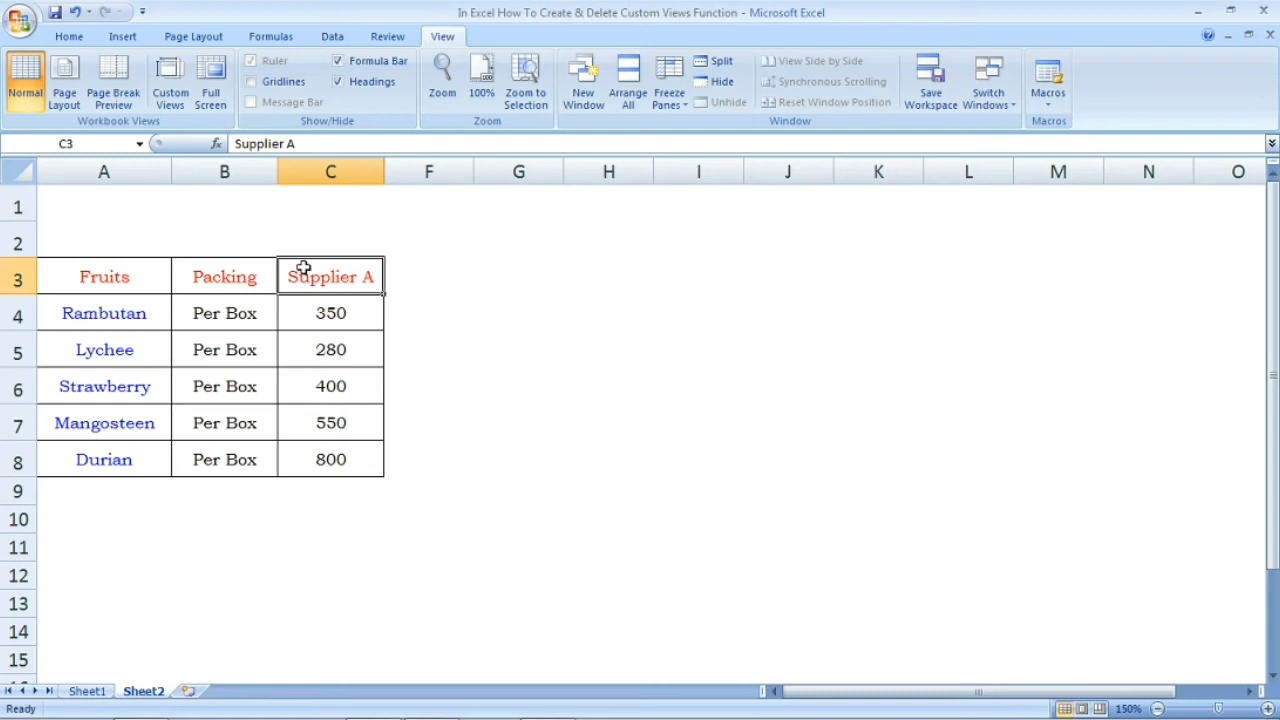 In Excel How To Create & Delete Custom Views Function - Microsoft Excel
Home Insert Page Layout Formulas Data Review View
Normal Page Layout Page Break Preview Custom Views Full Screen
Workbook Views
Ruler Formula Bar
Gridlines Headings
Message Bar
Show/Hide
Zoom 100% Zoom to Selection
Zoom
New Window Arrange All Freeze Panes
Split
Hide
Unhide
View Side by Side
Synchronous Scrolling
Reset Window Position
Save Workspace Switch Windows
Window
Macros
Macros
C3 fx Supplier A
A B C F G H I J K L M N O
1
2
3 Fruits Packing Supplier A
4 Rambutan Per Box 350
5 Lychee Per Box 280
6 Strawberry Per Box 400
7 Mangosteen Per Box 550
8 Durian Per Box 800
9
10
11
12
13
14
15
Sheet1 Sheet2
Ready 150%